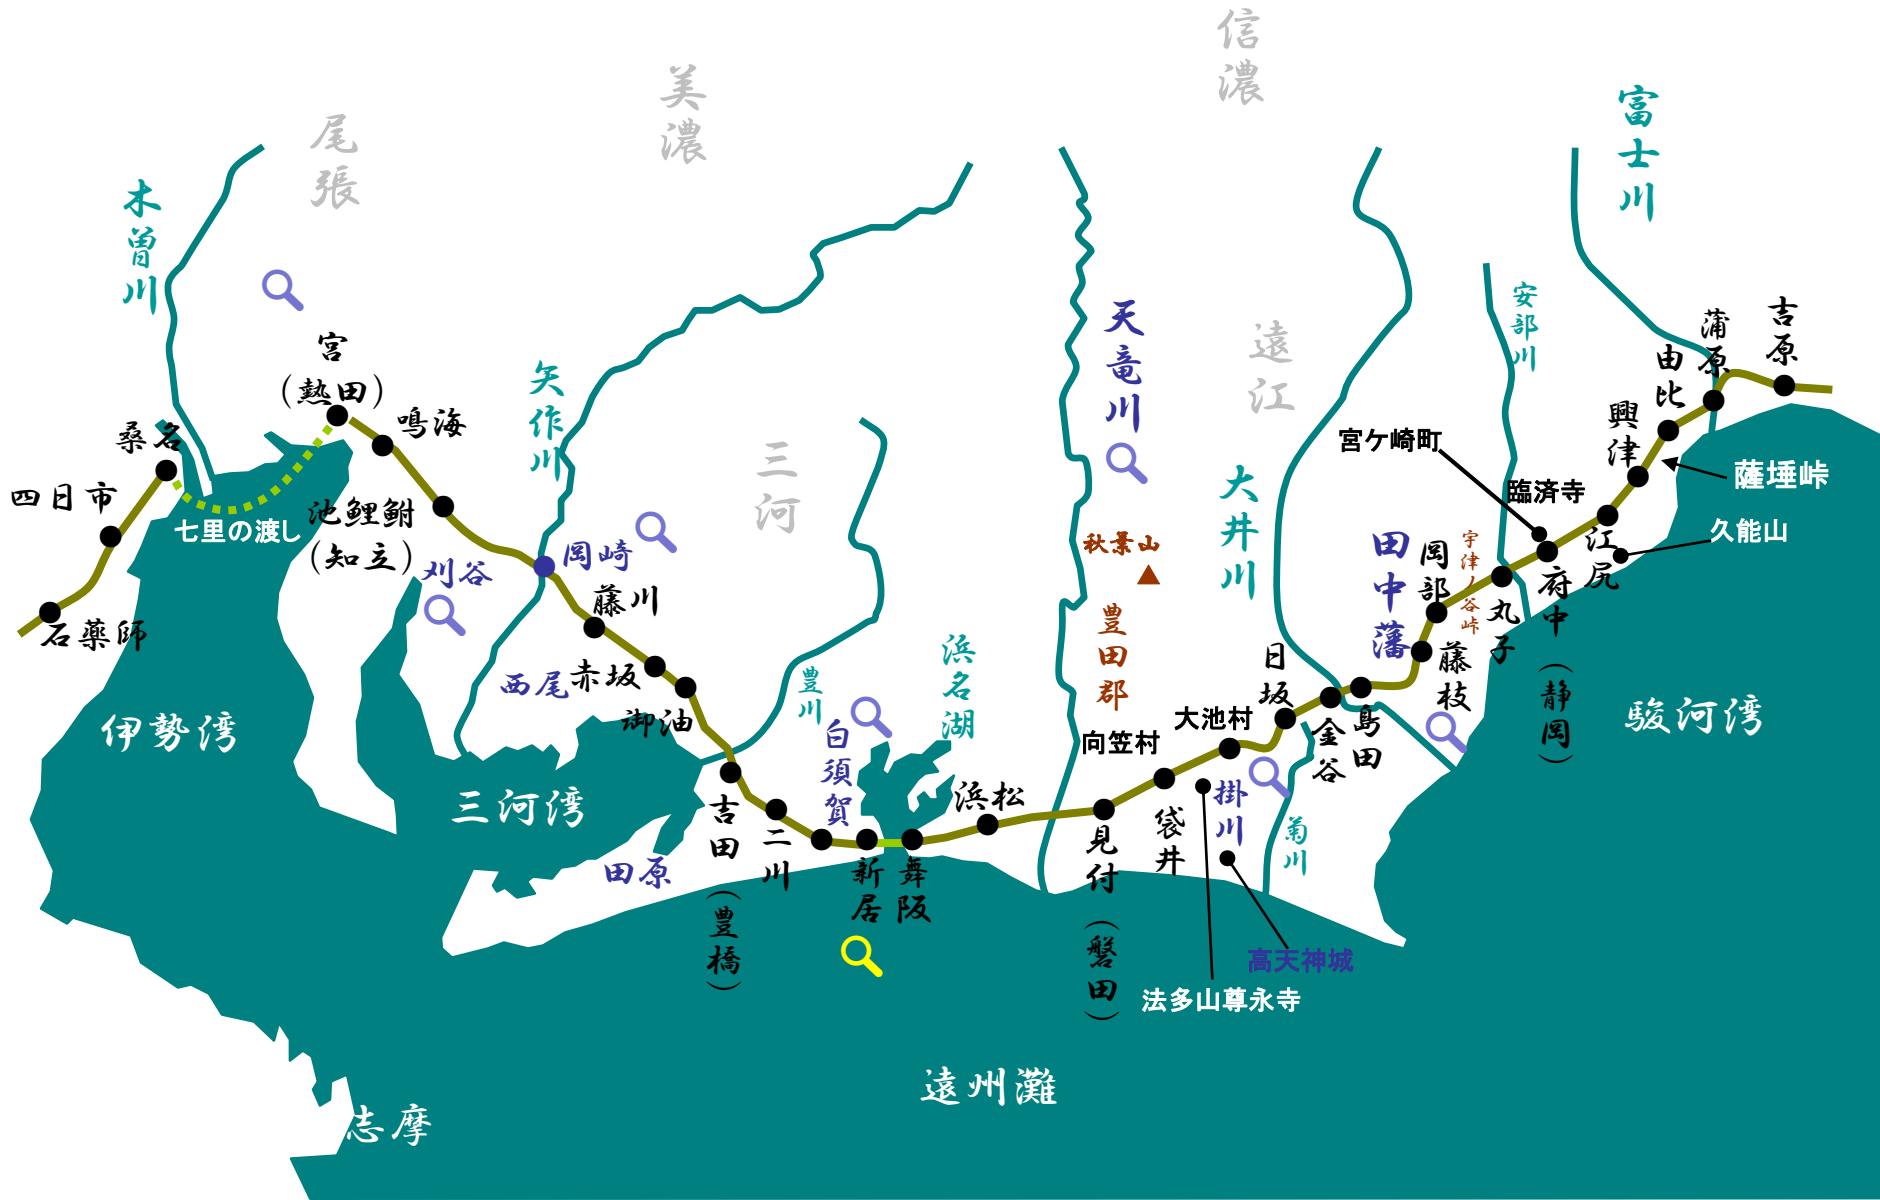 信濃
美濃
尾張
遠江
三河
富士川
木曽川
安部川
天竜川
矢作川
大井川
豊川
浜名湖
菊川
吉原
蒲原
由比
興津
薩埵峠
宮ケ崎町
臨済寺
久能山
江尻
府中
(静岡)
丸子
宇津ノ谷峠
岡部
田中藩
藤枝
島田
金谷
日坂
掛川
大池村
向笠村
袋井
高天神城
法多山尊永寺
秋葉山
豊田郡
見付
(磐田)
浜松
舞阪
新居
白須賀
二川
吉田
(豊橋)
田原
御油
赤坂
西尾
藤川
岡崎
刈谷
池鯉鮒
(知立)
鳴海
宮
(熱田)
七里の渡し
桑名
四日市
石薬師
伊勢湾
三河湾
駿河湾
遠州灘
志摩